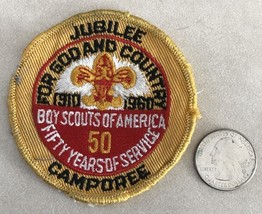 JUBILEE
FOR GOD AND COUNTRY
1910 1960
BOY SCOUTS OF AMERICA
50
FIFTY YEARS OF SERVICE
CAMPOREE